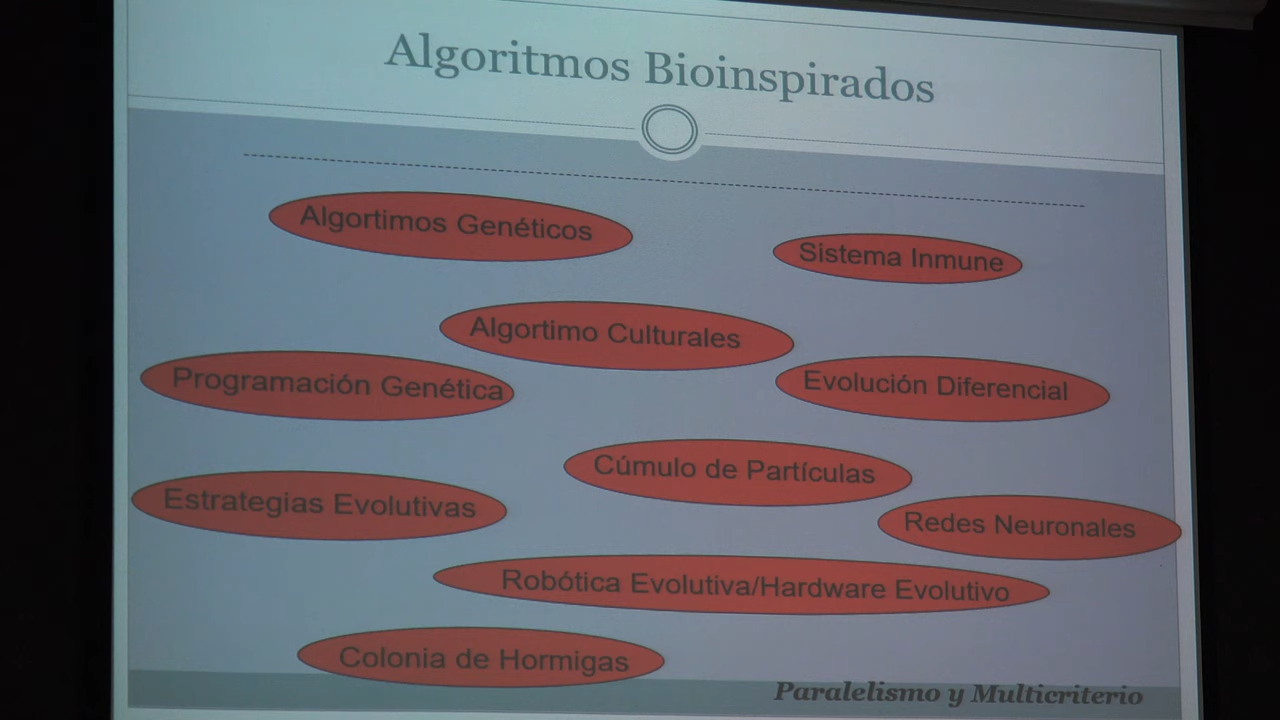 Algoritmos Bioinspirados
Algortimos Genéticos
Sistema Inmune
Algortimo Culturales
Programación Genética
Evolución Diferencial
Cúmulo de Partículas
Estrategias Evolutivas
Redes Neuronales
Robótica Evolutiva/Hardware Evolutivo
Colonia de Hormigas
Paralelismo y Multicriterio